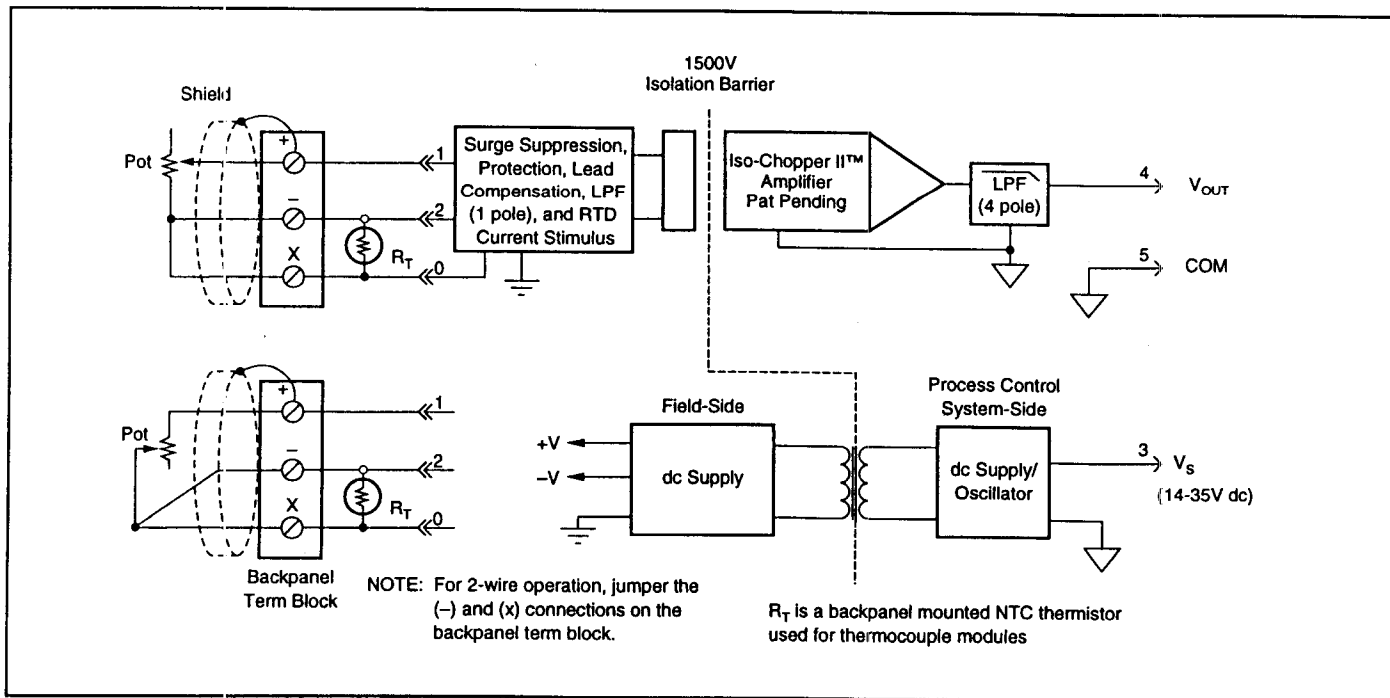 1500V
Isolation Barrier
Shield
+
Pot
1
–
2
X
R_T
0
Surge Suppression,
Protection, Lead
Compensation, LPF
(1 pole), and RTD
Current Stimulus
Iso-Chopper II™
Amplifier
Pat Pending
LPF
(4 pole)
4
V_OUT
5
COM
+
Pot
1
–
2
X
R_T
0
Backpanel
Term Block
Field-Side
+V
–V
dc Supply
Process Control
System-Side
dc Supply/
Oscillator
3
V_S
(14-35V dc)
NOTE: For 2-wire operation, jumper the
(–) and (x) connections on the
backpanel term block.
R_T is a backpanel mounted NTC thermistor
used for thermocouple modules